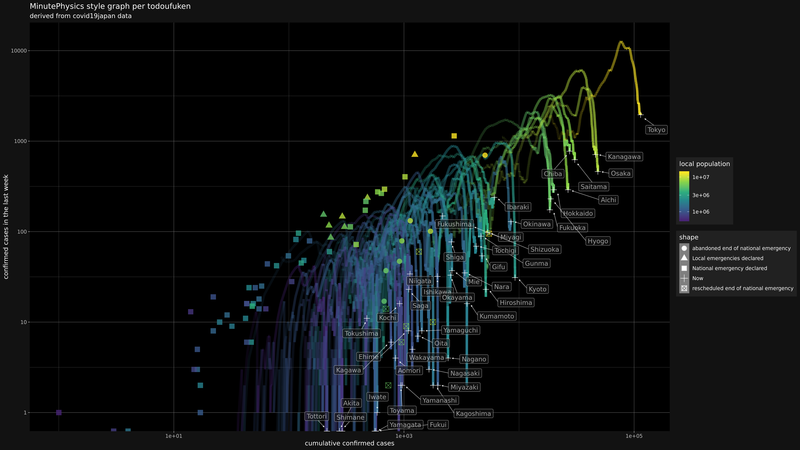 MinutePhysics style graph per todoufuken
derived from covid19japan data
confirmed cases in the last week
10000
1000
100
10
1
Tokyo
Kanagawa
Chiba
Osaka
Saitama
Aichi
Ibaraki
Hokkaido
Fukushima
Okinawa
Fukuoka
Miyagi
Hyogo
Tochigi
Shizuoka
Shiga
Gunma
Gifu
Niigata
Mie
Nara
Kyoto
Ishikawa
Okayama
Saga
Hiroshima
Kochi
Kumamoto
Tokushima
Yamaguchi
Oita
Ehime
Wakayama
Nagano
Kagawa
Aomori
Nagasaki
Miyazaki
Iwate
Yamanashi
Akita
Toyama
Kagoshima
Tottori
Shimane
Yamagata
Fukui
1e+01
1e+03
1e+05
cumulative confirmed cases
local population
1e+07
3e+06
1e+06
shape
abandoned end of national emergency
Local emergencies declared
National emergency declared
Now
rescheduled end of national emergency